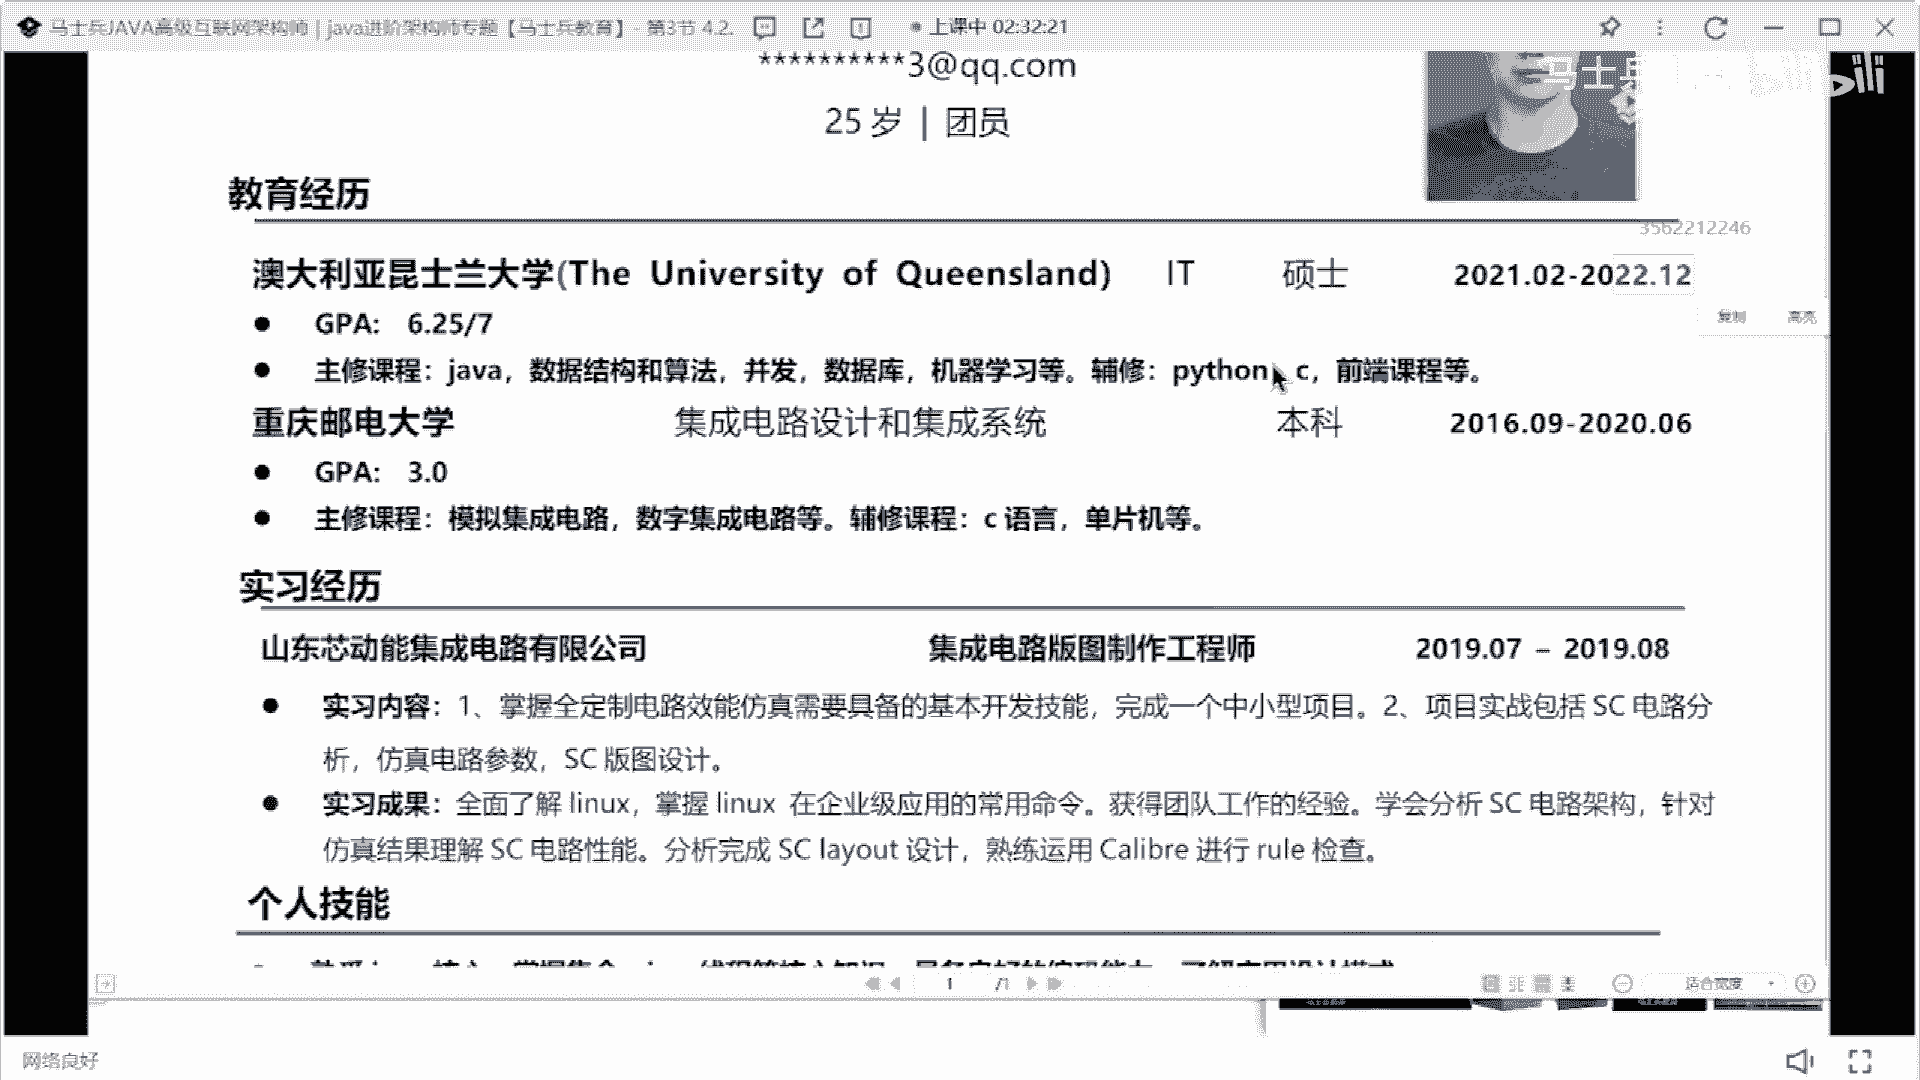 马士兵JAVA高级互联网架构师 | java进阶架构师专题【马士兵教育】- 第3节 4.2.
上课中 02:32:21
**********3@qq.com
马士兵
bilibili
25 岁 | 团员
教育经历
3562212246
澳大利亚昆士兰大学(The University of Queensland) IT 硕士 2021.02-2022.12
复制 高亮
● GPA: 6.25/7
● 主修课程：java，数据结构和算法，并发，数据库，机器学习等。辅修：python，c，前端课程等。
重庆邮电大学 集成电路设计和集成系统 本科 2016.09-2020.06
● GPA: 3.0
● 主修课程：模拟集成电路，数字集成电路等。辅修课程：c 语言，单片机等。
实习经历
山东芯动能集成电路有限公司 集成电路版图制作工程师 2019.07 – 2019.08
● 实习内容：1、掌握全定制电路效能仿真需要具备的基本开发技能，完成一个中小型项目。2、项目实战包括 SC 电路分
析，仿真电路参数，SC 版图设计。
● 实习成果：全面了解 linux，掌握 linux 在企业级应用的常用命令。获得团队工作的经验。学会分析 SC 电路架构，针对
仿真结果理解 SC 电路性能。分析完成 SC layout 设计，熟练运用 Calibre 进行 rule 检查。
个人技能
1 /1
适合宽度
网络良好